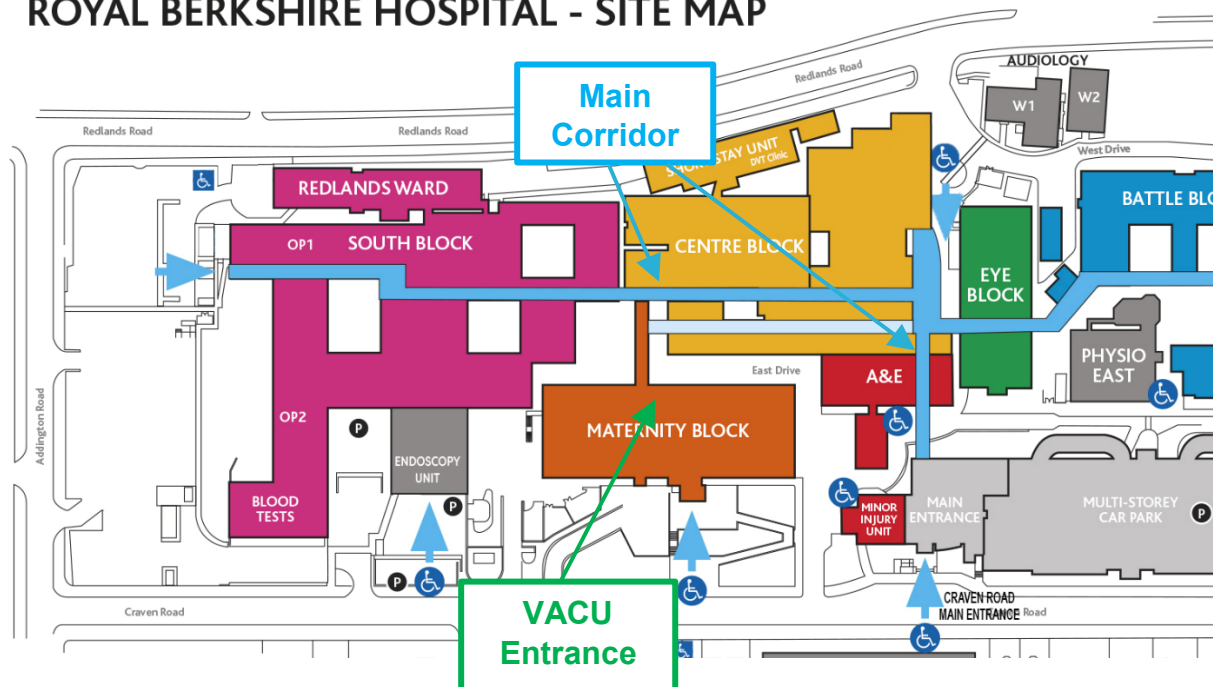 ROYAL BERKSHIRE HOSPITAL - SITE MAP
Redlands Road
AUDIOLOGY
W1
W2
Main
Corridor
Redlands Road
Redlands Road
STAY UNIT
DVT Clinic
West Drive
REDLANDS WARD
BATTLE BLO
OP1
SOUTH BLOCK
CENTRE BLOCK
EYE
BLOCK
PHYSIO
EAST
East Drive
A&E
Addington Road
OP2
P
MATERNITY BLOCK
ENDOSCOPY
UNIT
BLOOD
TESTS
P
MINOR
INJURY
UNIT
MAIN
ENTRANCE
MULTI-STOREY
CAR PARK
P
P
VACU
Entrance
Craven Road
CRAVEN ROAD
MAIN ENTRANCE
Road